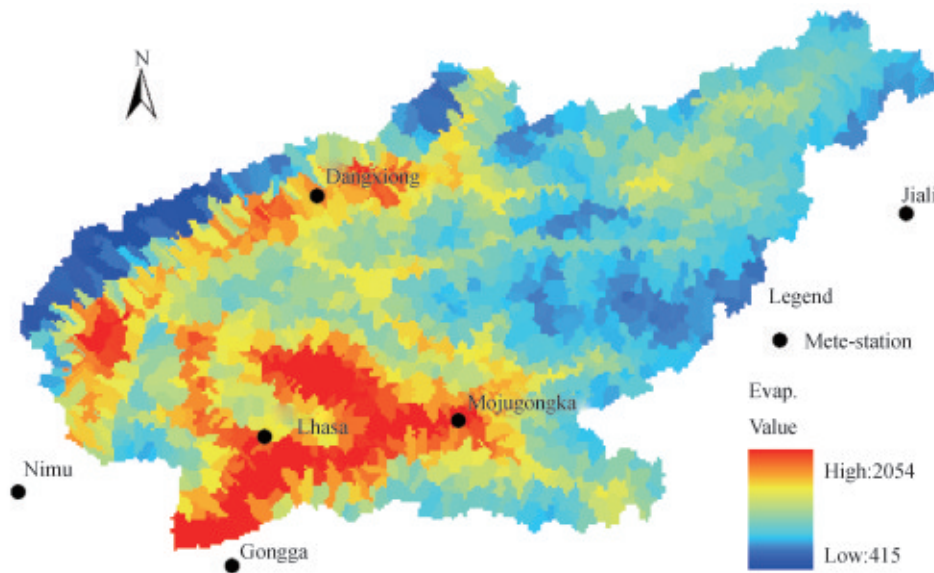 N
Dangxiong
Jiali
Legend
Mete-station
Mojugongka
Evap.
Lhasa
Value
Nimu
High:2054
Gongga
Low:415